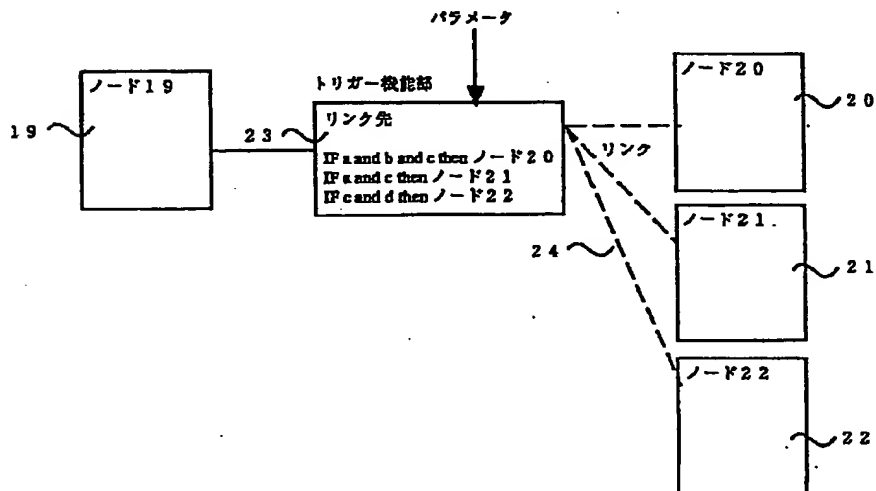 パラメータ
ノード19
トリガー機能部
ノード20
19
23
リンク先
20
リンク
IF a and b and c then ノード20
IF a and c then ノード21
IF c and d then ノード22
ノード21
24
21
ノード22
22